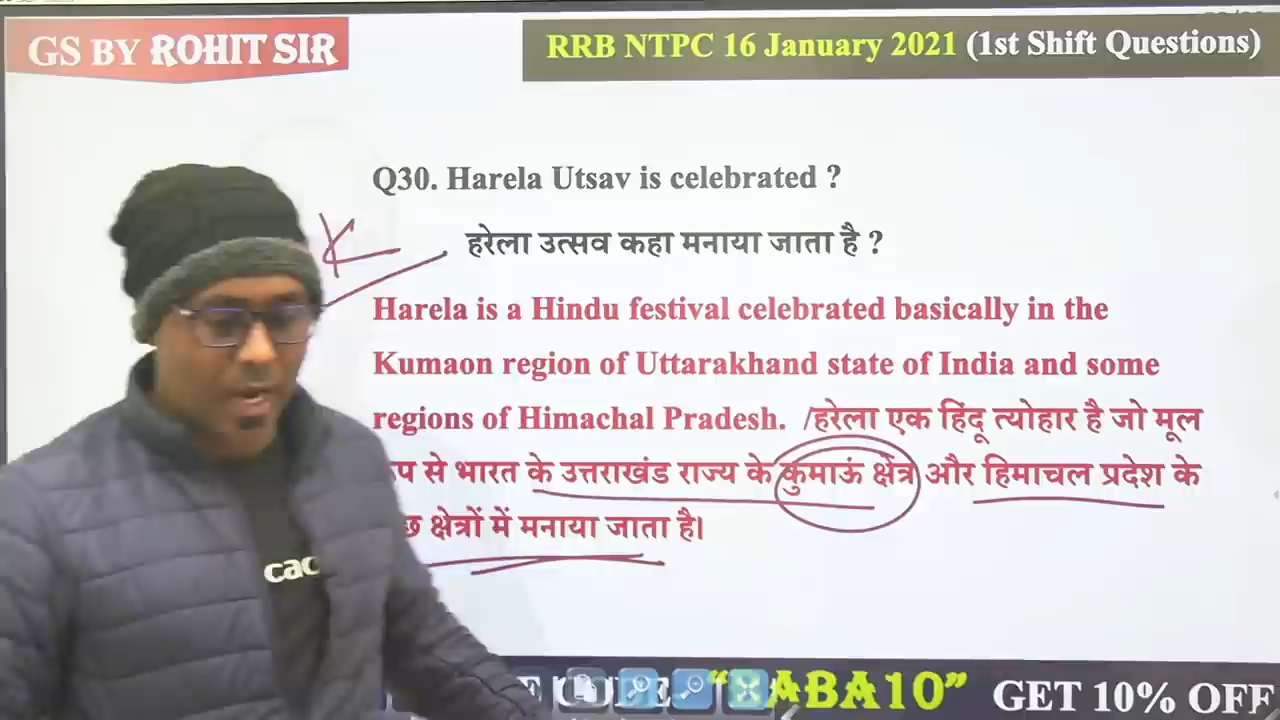 GS BY ROHIT SIR
RRB NTPC 16 January 2021 (1st Shift Questions)
Q30. Harela Utsav is celebrated ?
हरेला उत्सव कहा मनाया जाता है ?
Harela is a Hindu festival celebrated basically in the
Kumaon region of Uttarakhand state of India and some
regions of Himachal Pradesh. /हरेला एक हिंदू त्योहार है जो मूल
से भारत के उत्तराखंड राज्य के कुमाऊं क्षेत्र और हिमाचल प्रदेश के
क्षेत्रों में मनाया जाता है।
cac
"ABA10" GET 10% OFF